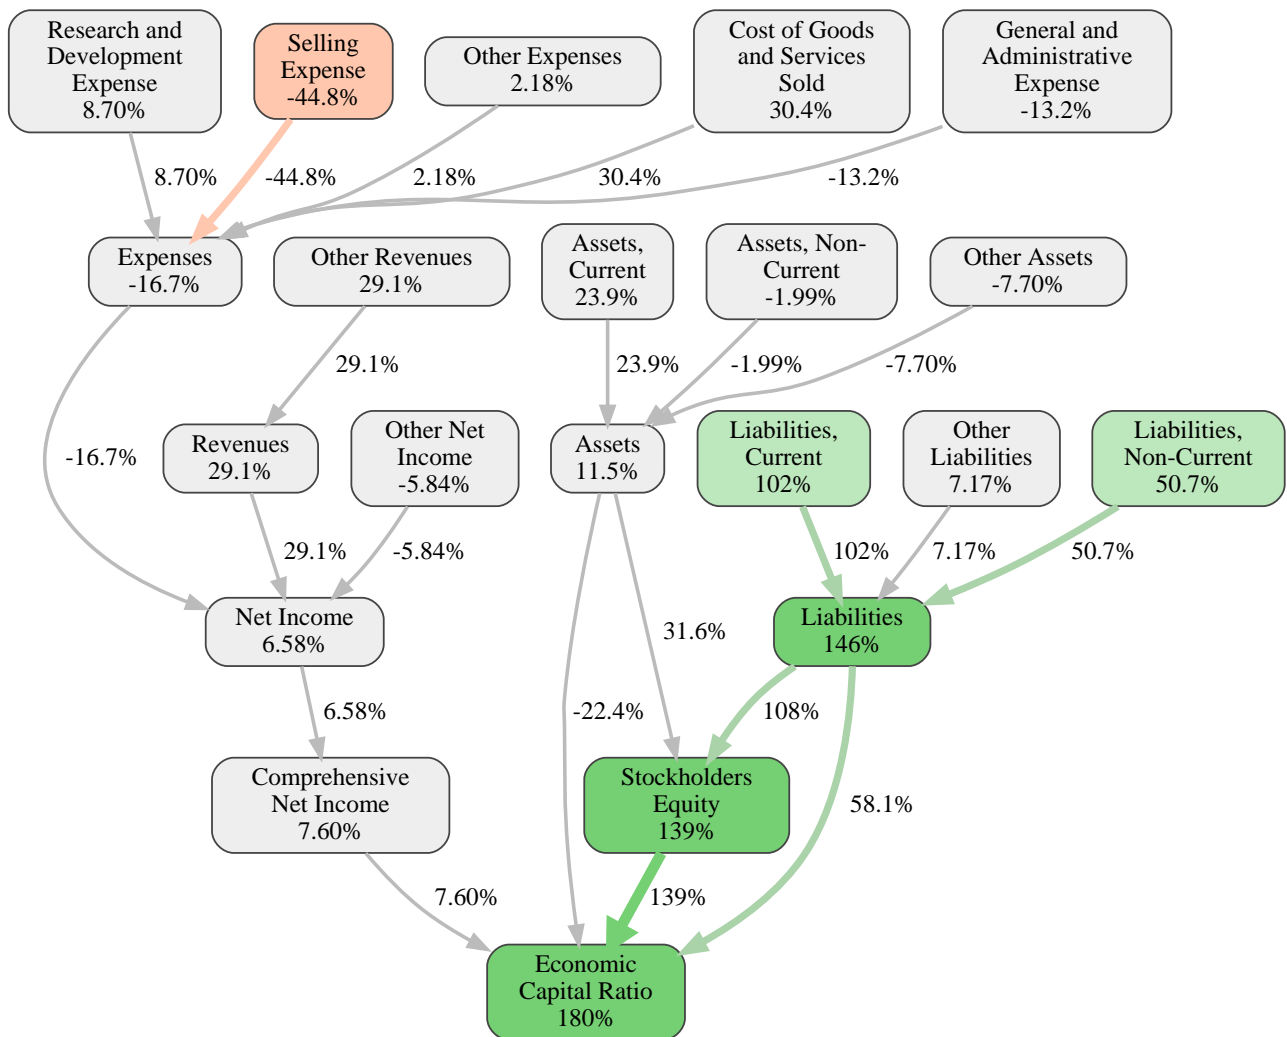 Research and
Development
Expense
8.70%
Selling
Expense
-44.8%
Other Expenses
2.18%
Cost of Goods
and Services
Sold
30.4%
General and
Administrative
Expense
-13.2%
8.70%
-44.8%
2.18%
30.4%
-13.2%
Expenses
-16.7%
Other Revenues
29.1%
Assets,
Current
23.9%
Assets, Non-
Current
-1.99%
Other Assets
-7.70%
29.1%
23.9%
-1.99%
-7.70%
-16.7%
Revenues
29.1%
Other Net
Income
-5.84%
Assets
11.5%
Liabilities,
Current
102%
Other
Liabilities
7.17%
Liabilities,
Non-Current
50.7%
29.1%
-5.84%
102%
7.17%
50.7%
Net Income
6.58%
31.6%
Liabilities
146%
6.58%
-22.4%
108%
Comprehensive
Net Income
7.60%
Stockholders
Equity
139%
58.1%
7.60%
139%
Economic
Capital Ratio
180%